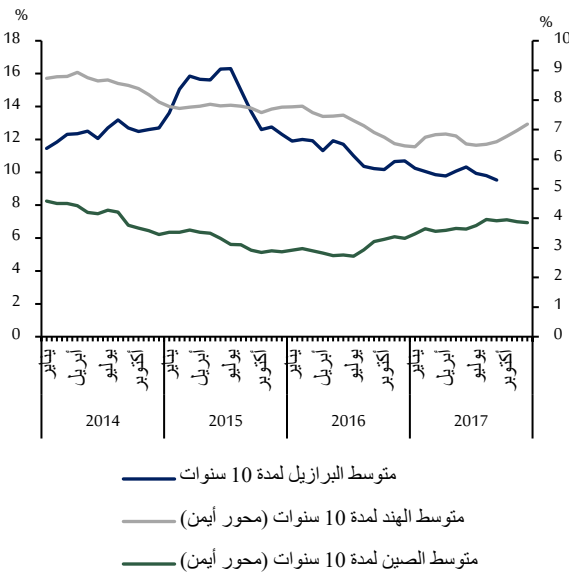 %
%
18
16
14
12
10
8
6
4
2
0
10
9
8
7
6
5
4
3
2
1
0
يناير
أبريل
يوليو
أكتوبر
يناير
أبريل
يوليو
أكتوبر
يناير
أبريل
يوليو
أكتوبر
يناير
أبريل
يوليو
أكتوبر
2014
2015
2016
2017
متوسط البرازيل لمدة 10 سنوات
متوسط الهند لمدة 10 سنوات (محور أيمن)
متوسط الصين لمدة 10 سنوات (محور أيمن)